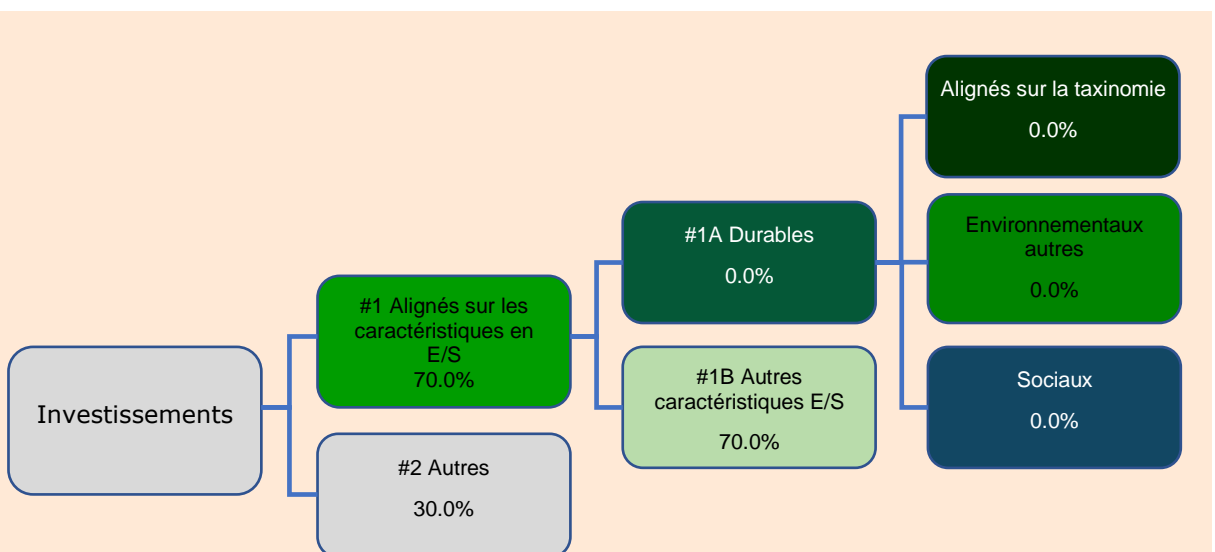 Investissements
#1 Alignés sur les
caractéristiques en
E/S
70.0%
#2 Autres
30.0%
#1A Durables
0.0%
#1B Autres
caractéristiques E/S
70.0%
Alignés sur la taxinomie
0.0%
Environnementaux
autres
0.0%
Sociaux
0.0%